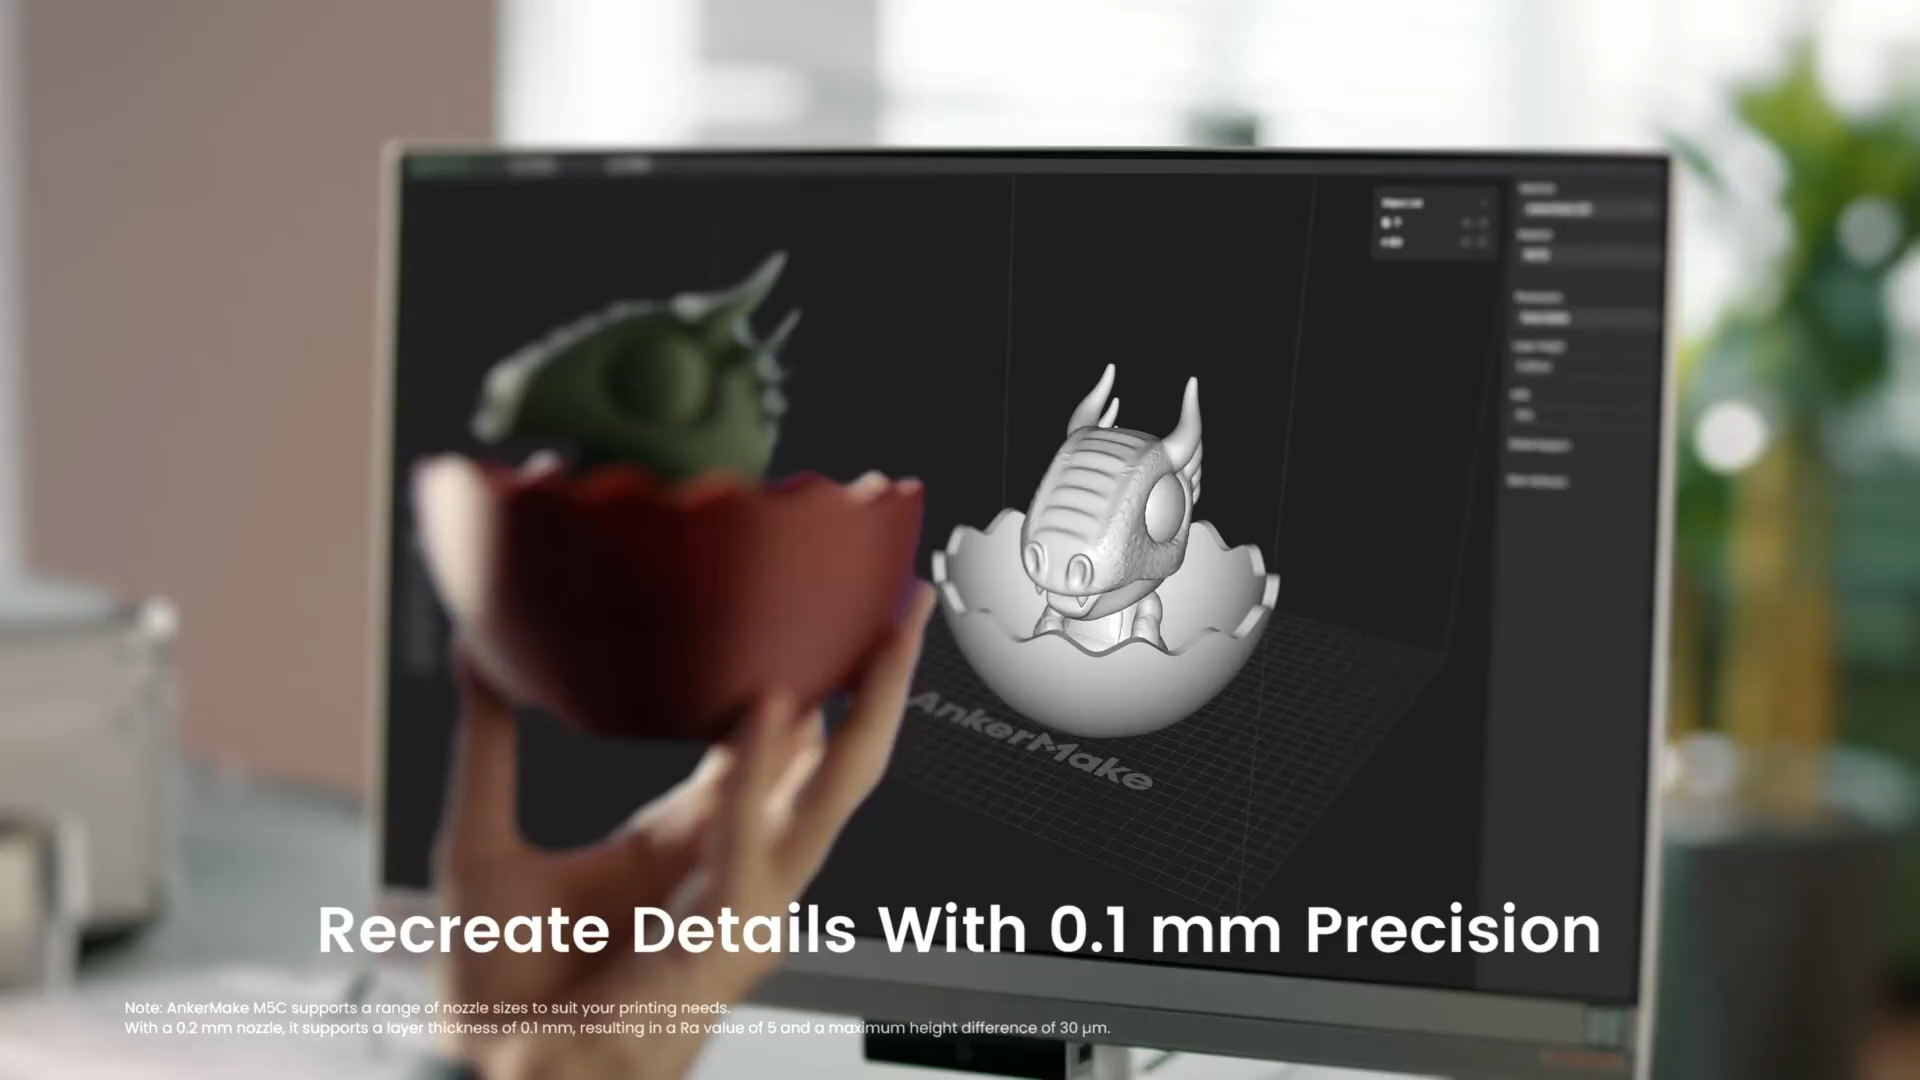 AnkerMake
Recreate Details With 0.1 mm Precision
Note: AnkerMake M5C supports a range of nozzle sizes to suit your printing needs.
With a 0.2 mm nozzle, it supports a layer thickness of 0.1 mm, resulting in a Ra value of 5 and a maximum height difference of 30 μm.